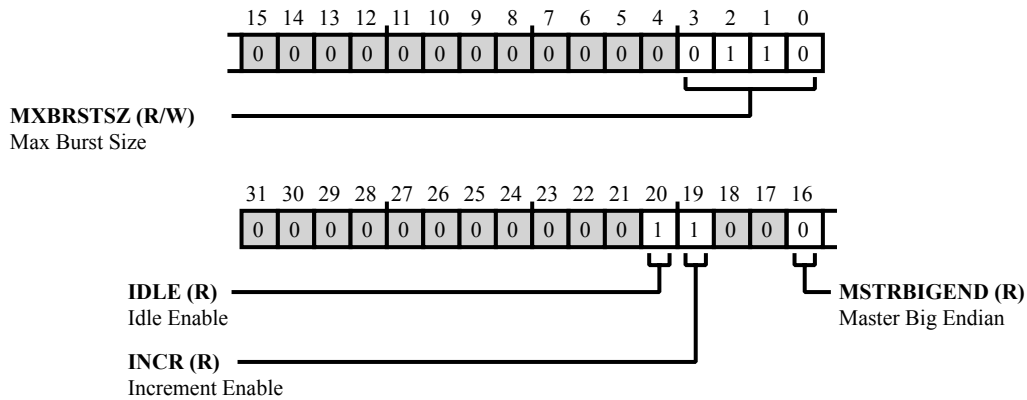 15 14 13 12 11 10 9 8 7 6 5 4 3 2 1 0
0 0 0 0 0 0 0 0 0 0 0 0 0 1 1 0
MXBRSTSZ (R/W)
Max Burst Size
31 30 29 28 27 26 25 24 23 22 21 20 19 18 17 16
0 0 0 0 0 0 0 0 0 0 0 1 1 0 0 0
IDLE (R)
Idle Enable
MSTRBIGEND (R)
Master Big Endian
INCR (R)
Increment Enable